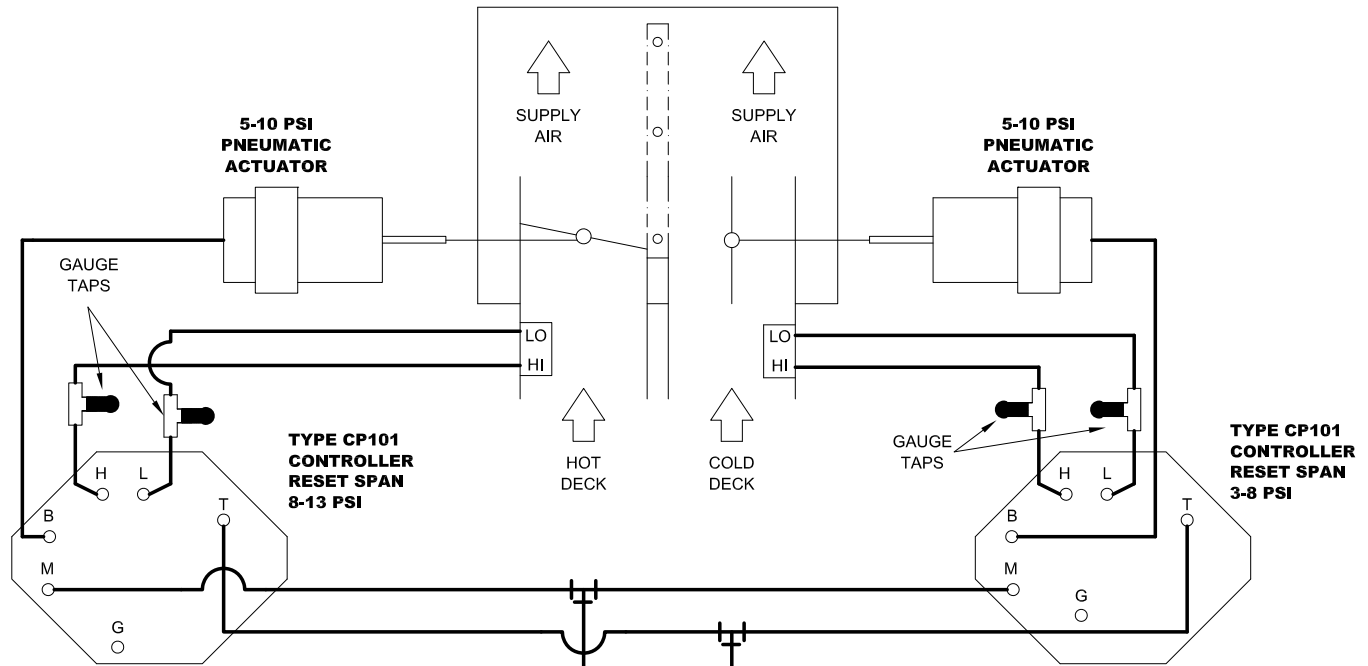 SUPPLY
AIR
SUPPLY
AIR
5-10 PSI
PNEUMATIC
ACTUATOR
5-10 PSI
PNEUMATIC
ACTUATOR
GAUGE
TAPS
LO
HI
LO
HI
TYPE CP101
CONTROLLER
RESET SPAN
8-13 PSI
HOT
DECK
COLD
DECK
GAUGE
TAPS
TYPE CP101
CONTROLLER
RESET SPAN
3-8 PSI
H
L
T
B
M
G
H
L
T
B
M
G